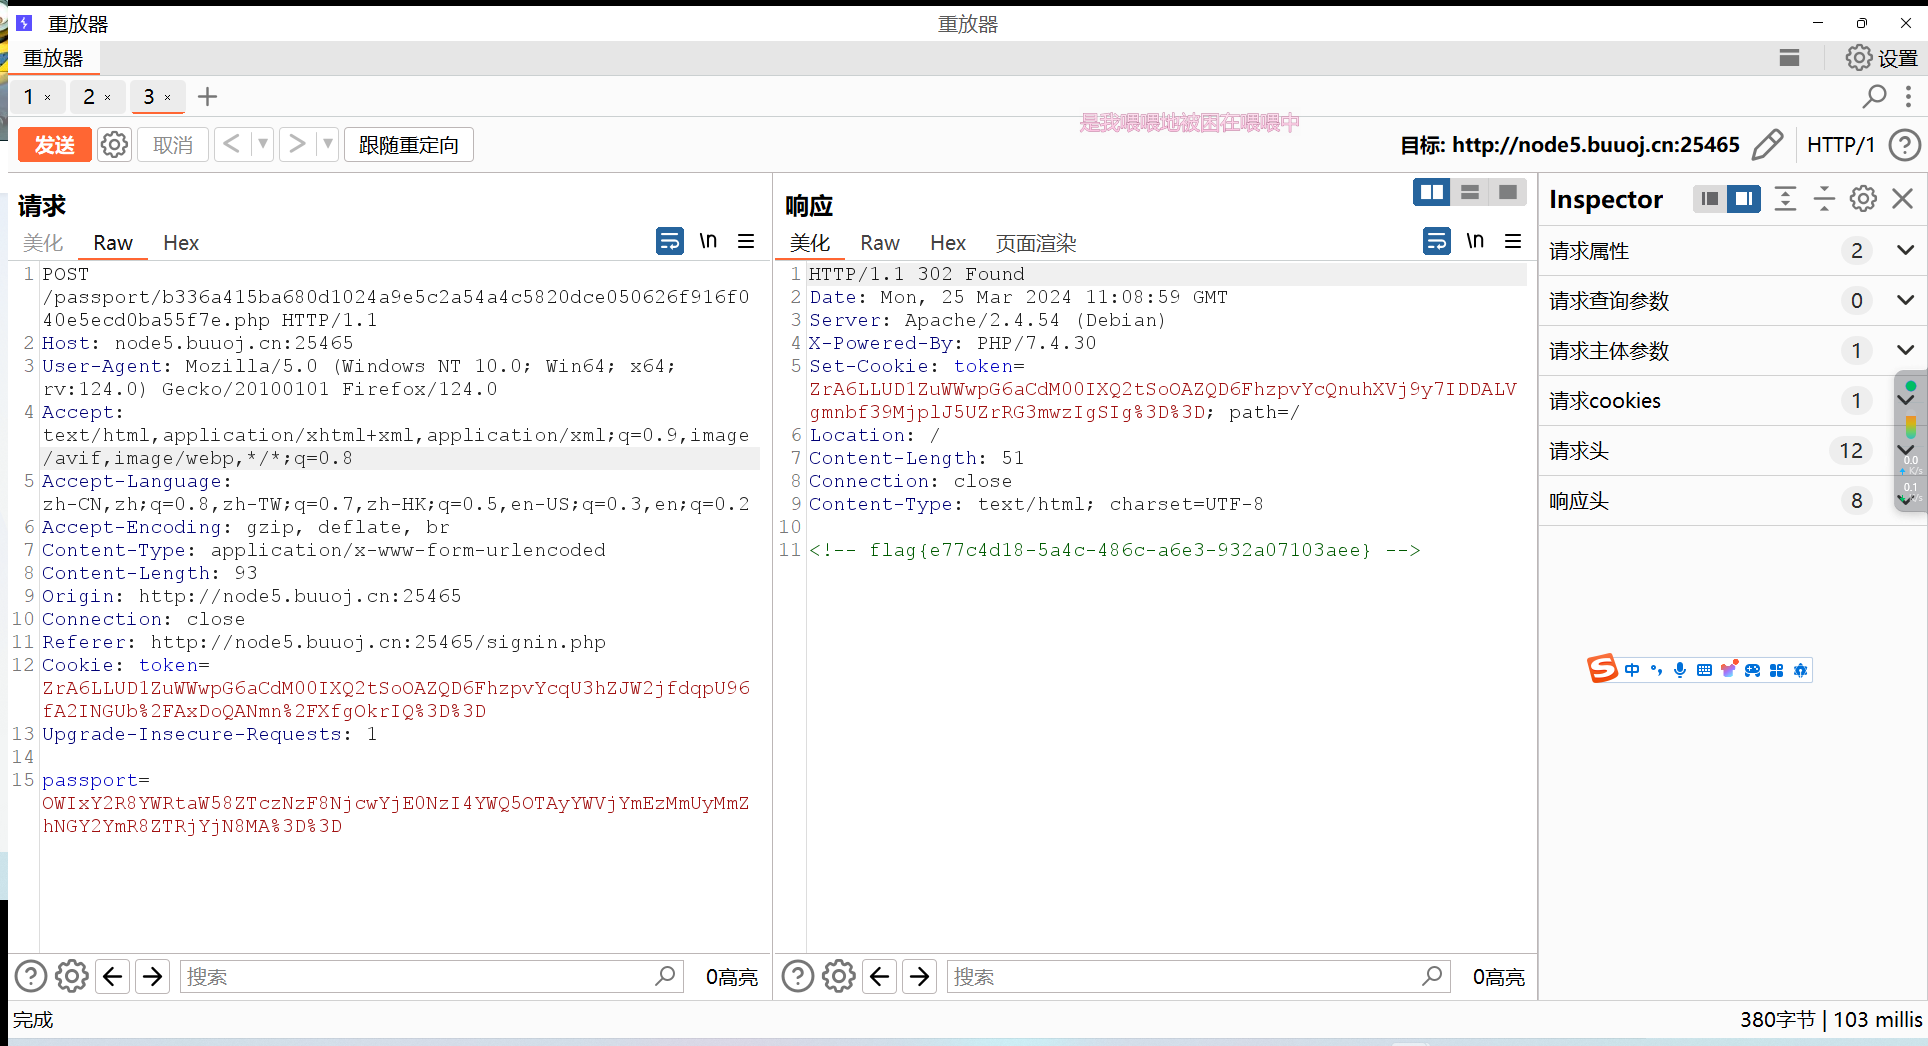 重放器
重放器
重放器
设置
1 × 2 × 3 × +
是我喂喂地被困在喂喂中
发送 取消 < > 跟随重定向
目标: http://node5.buuoj.cn:25465 HTTP/1
请求
美化 Raw Hex \n
1 POST
/passport/b336a415ba680d1024a9e5c2a54a4c5820dce050626f916f0
40e5ecd0ba55f7e.php HTTP/1.1
2 Host: node5.buuoj.cn:25465
3 User-Agent: Mozilla/5.0 (Windows NT 10.0; Win64; x64;
rv:124.0) Gecko/20100101 Firefox/124.0
4 Accept:
text/html,application/xhtml+xml,application/xml;q=0.9,image
/avif,image/webp,*/*;q=0.8
5 Accept-Language:
zh-CN,zh;q=0.8,zh-TW;q=0.7,zh-HK;q=0.5,en-US;q=0.3,en;q=0.2
6 Accept-Encoding: gzip, deflate, br
7 Content-Type: application/x-www-form-urlencoded
8 Content-Length: 93
9 Origin: http://node5.buuoj.cn:25465
10 Connection: close
11 Referer: http://node5.buuoj.cn:25465/signin.php
12 Cookie: token=
ZrA6LLUD1ZuWWwpG6aCdM00IXQ2tSoOAZQD6FhzpvYcqU3hZJW2jfdqpU96
fA2INGUb%2FAxDoQANmn%2FXfgOkrIQ%3D%3D
13 Upgrade-Insecure-Requests: 1
14
15 passport=
OWIxY2R8YWRtaW58ZTczNzF8NjcwYjE0NzI4YWQ5OTAyYWVjYmEzMmUyMmZ
hNGY2YmR8ZTRjYjN8MA%3D%3D
搜索
0高亮
响应
美化 Raw Hex 页面渲染 \n
1 HTTP/1.1 302 Found
2 Date: Mon, 25 Mar 2024 11:08:59 GMT
3 Server: Apache/2.4.54 (Debian)
4 X-Powered-By: PHP/7.4.30
5 Set-Cookie: token=
ZrA6LLUD1ZuWWwpG6aCdM00IXQ2tSoOAZQD6FhzpvYcQnuhXVj9y7IDDALV
gmnbf39MjplJ5UZrRG3mwzIgSIg%3D%3D; path=/
6 Location: /
7 Content-Length: 51
8 Connection: close
9 Content-Type: text/html; charset=UTF-8
10
11 <!-- flag{e77c4d18-5a4c-486c-a6e3-932a07103aee} -->
搜索
0高亮
Inspector
请求属性 2
请求查询参数 0
请求主体参数 1
请求cookies 1
请求头 12
响应头 8
0.0
K/s
0.1
K/s
S 中
完成
380字节 | 103 millis